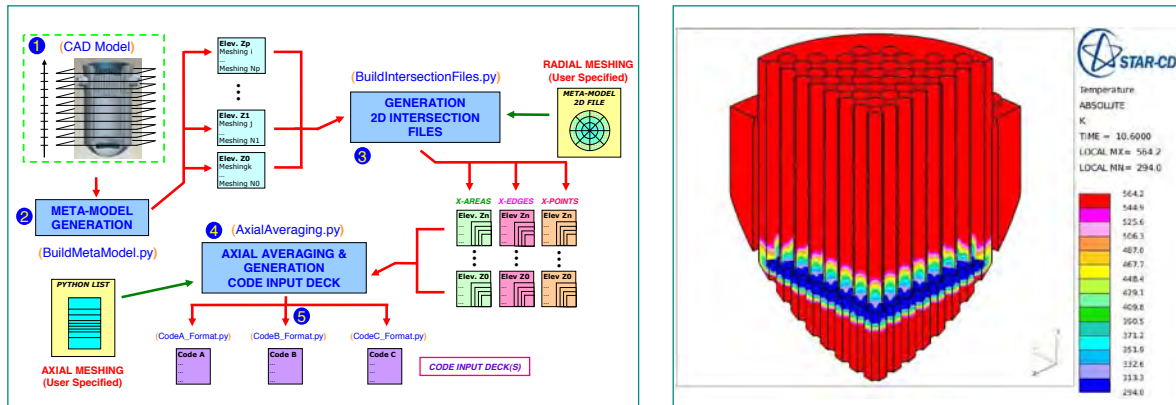 1
(CAD Model)
Elev. Zp
Meshing i
...
Meshing Np
Elev. Z1
Meshing j
...
Meshing N1
Elev. Z0
Meshingk
...
Meshing N0
2
META-MODEL
GENERATION
(BuildMetaModel.py)
(BuildIntersectionFiles.py)
GENERATION
2D INTERSECTION
FILES
3
RADIAL MESHING
(User Specified)
META-MODEL
2D FILE
X-AREAS
X-EDGES
X-POINTS
Elev. Zn
Elev Zn
Elev Zn
Elev. Z0
Elev Z0
Elev Z0
4
(AxialAveraging.py)
AXIAL AVERAGING &
GENERATION
CODE INPUT DECK
PYTHON LIST
AXIAL MESHING
(User Specified)
5
(CodeA_Format.py)
(CodeB_Format.py)
(CodeC_Format.py)
Code A
...
...
Code B
...
...
Code C
...
...
CODE INPUT DECK(S)
STAR-CD
Temperature
ABSOLUTE
K
TIME = 10.6000
LOCAL MX= 564.2
LOCAL MN= 294.0
564.2
544.9
525.6
506.3
487.0
467.7
448.4
429.1
409.8
390.5
371.2
351.9
332.6
313.3
294.0